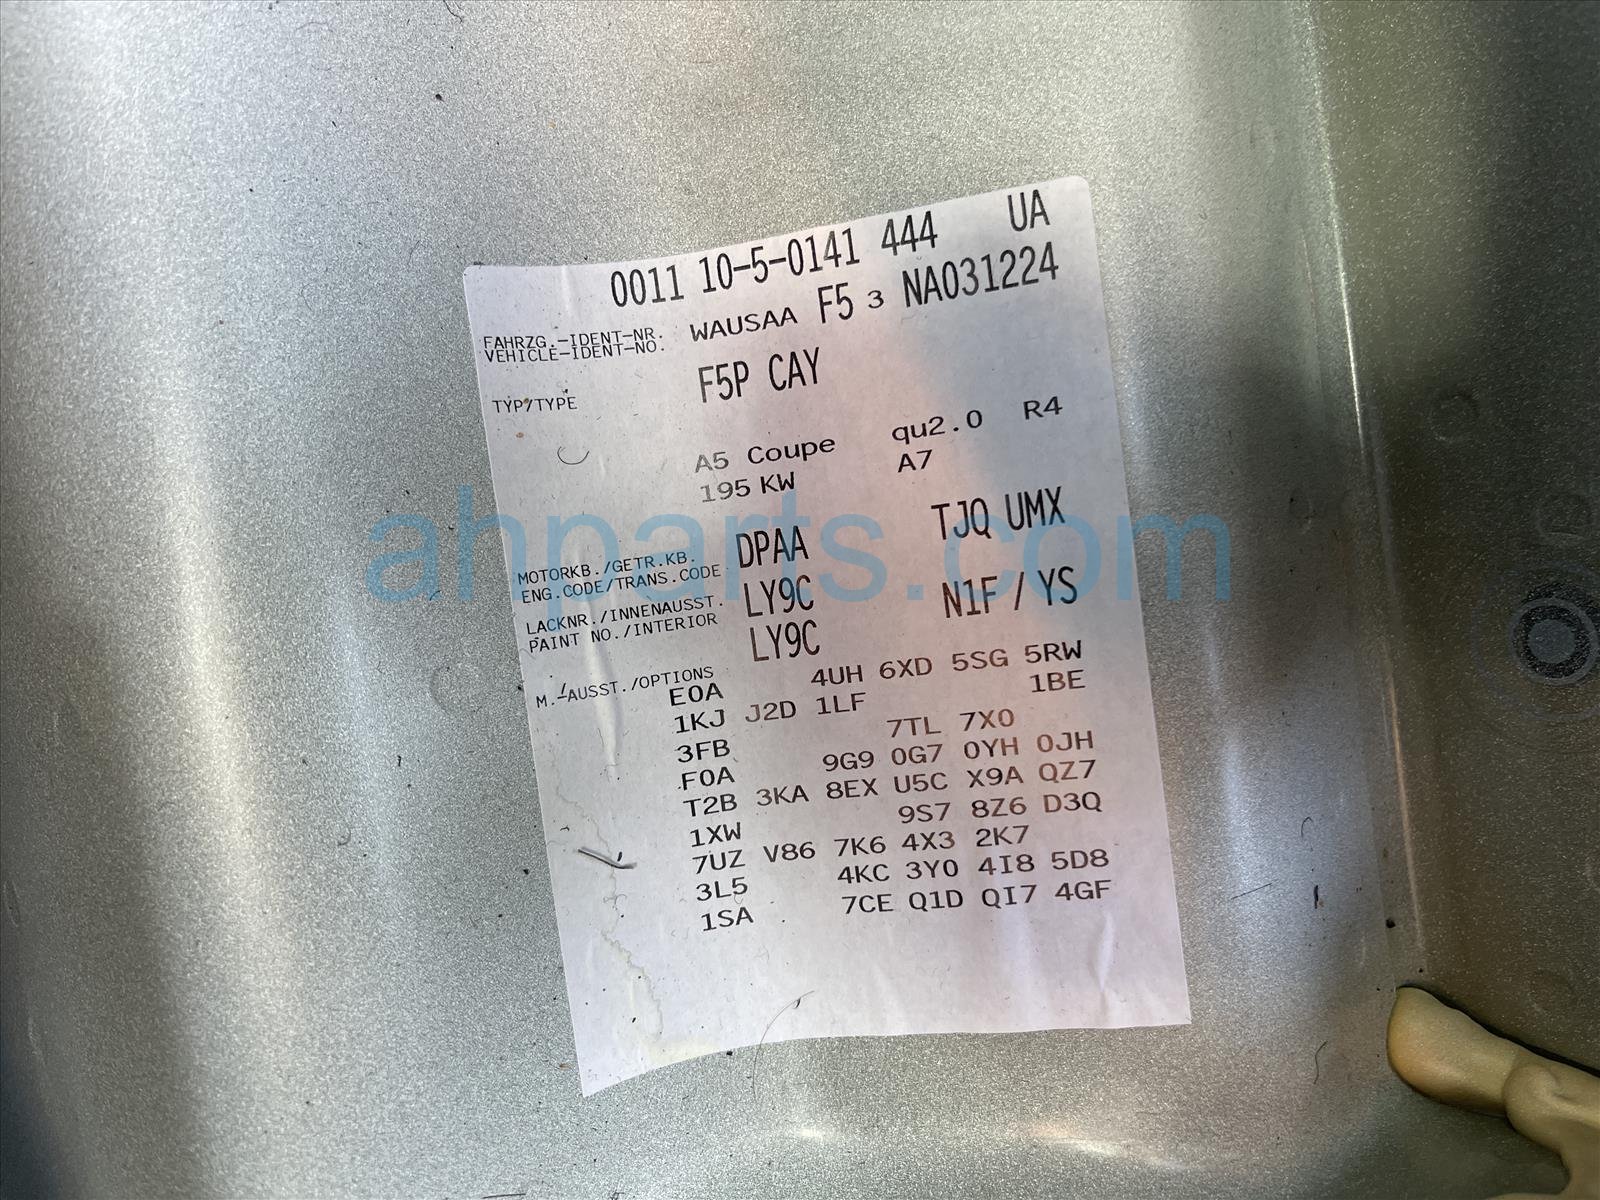 0011 10-5-0141 444 UA
FAHRZG.-IDENT-NR.
VEHICLE-IDENT-NO. WAUSAA F5 3 NA031224
TYP/TYPE F5P CAY
A5 Coupe qu2.0 R4
195 KW A7
MOTORKB./GETR.KB.
ENG.CODE/TRANS.CODE DPAA TJQ UMX
LACKNR./INNENAUSST. LY9C N1F / YS
PAINT NO./INTERIOR LY9C
M.-AUSST./OPTIONS
E0A 4UH 6XD 5SG 5RW
1KJ J2D 1LF 1BE
3FB 7TL 7X0
F0A 9G9 0G7 0YH 0JH
T2B 3KA 8EX U5C X9A QZ7
1XW 9S7 8Z6 D3Q
7UZ V86 7K6 4X3 2K7
3L5 4KC 3Y0 4I8 5D8
1SA 7CE Q1D QI7 4GF
ahparts.com